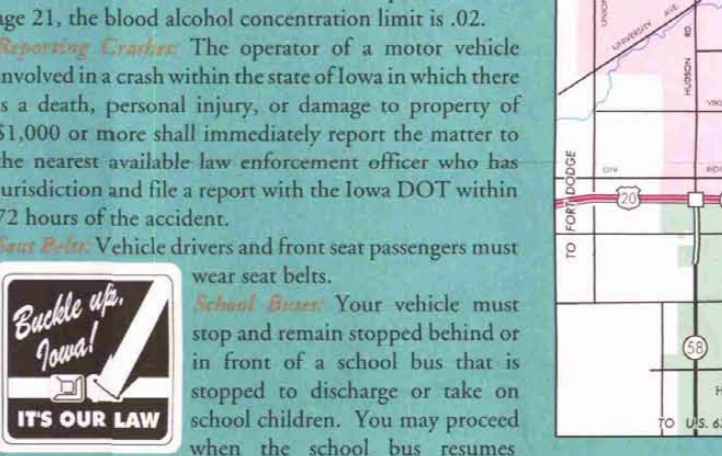 age 21, the blood alcohol concentration limit is .02.
Reporting Crashes: The operator of a motor vehicle
involved in a crash within the state of Iowa in which there
is a death, personal injury, or damage to property of
$1,000 or more shall immediately report the matter to
the nearest available law enforcement officer who has
jurisdiction and file a report with the Iowa DOT within
72 hours of the accident.
Seat Belts: Vehicle drivers and front seat passengers must
wear seat belts.
School Buses: Your vehicle must
stop and remain stopped behind or
in front of a school bus that is
stopped to discharge or take on
school children. You may proceed
when the school bus resumes
Buckle up,
Iowa!
IT'S OUR LAW
UNIVERSITY AVE
HUDSON RD
TO FORT DODGE
20
58
TO U.S. 63